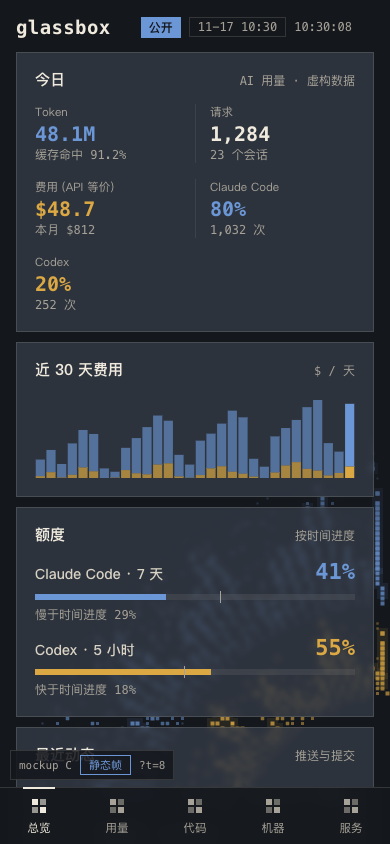 glassbox 公开 11-17 10:30 10:30:08
今日 AI 用量 · 虚构数据
Token 请求
48.1M 1,284
缓存命中 91.2% 23 个会话
费用 (API 等价) Claude Code
$48.7 80%
本月 $812 1,032 次
Codex
20%
252 次
近 30 天费用 $ / 天
额度 按时间进度
Claude Code · 7 天 41%
慢于时间进度 29%
Codex · 5 小时 55%
快于时间进度 18%
最近动态 推送与提交
mockup C 静态帧 ?t=8
总览 用量 代码 机器 服务